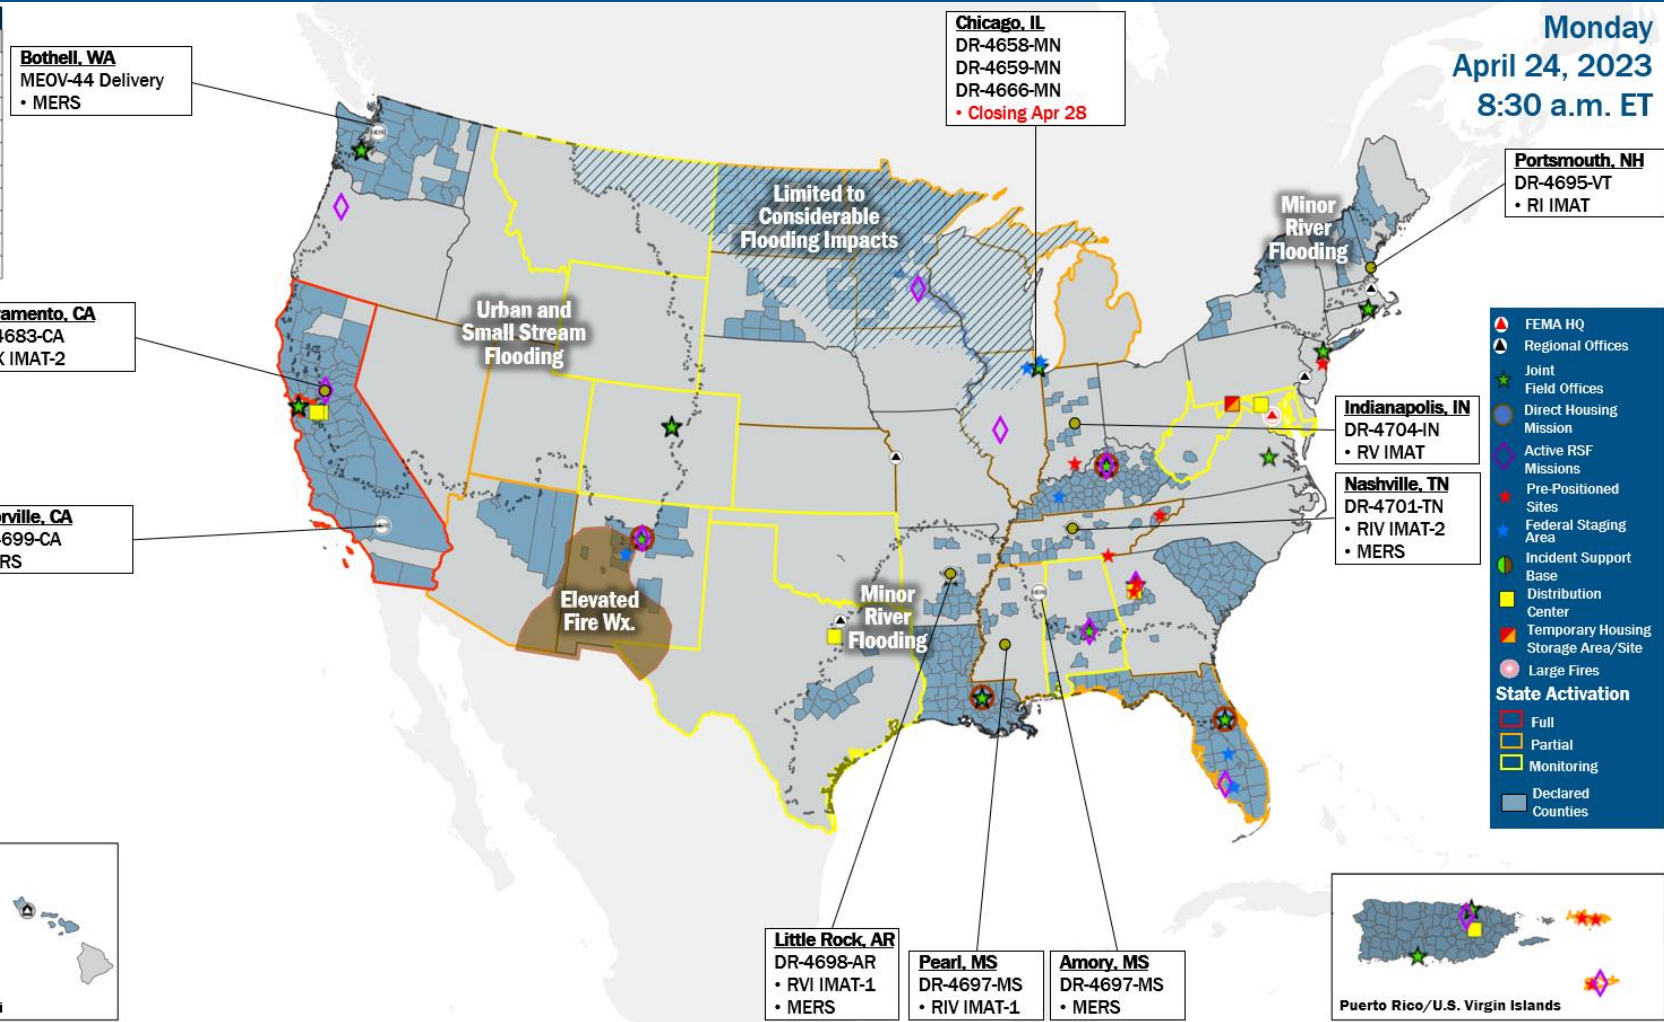 Monday
April 24, 2023
8:30 a.m. ET
Bothell, WA
MEOV-44 Delivery
• MERS
Chicago, IL
DR-4658-MN
DR-4659-MN
DR-4666-MN
• Closing Apr 28
Portsmouth, NH
DR-4695-VT
• RI IMAT
ramento, CA
4683-CA
X IMAT-2
orville, CA
4699-CA
RS
Indianapolis, IN
DR-4704-IN
• RV IMAT
Nashville, TN
DR-4701-TN
• RIV IMAT-2
• MERS
Little Rock, AR
DR-4698-AR
• RVI IMAT-1
• MERS
Pearl, MS
DR-4697-MS
• RIV IMAT-1
Amory, MS
DR-4697-MS
• MERS
Limited to
Considerable
Flooding Impacts
Minor
River
Flooding
Urban and
Small Stream
Flooding
Elevated
Fire Wx.
Minor
River
Flooding
FEMA HQ
Regional Offices
Joint
Field Offices
Direct Housing
Mission
Active RSF
Missions
Pre-Positioned
Sites
Federal Staging
Area
Incident Support
Base
Distribution
Center
Temporary Housing
Storage Area/Site
Large Fires
State Activation
Full
Partial
Monitoring
Declared
Counties
Puerto Rico/U.S. Virgin Islands